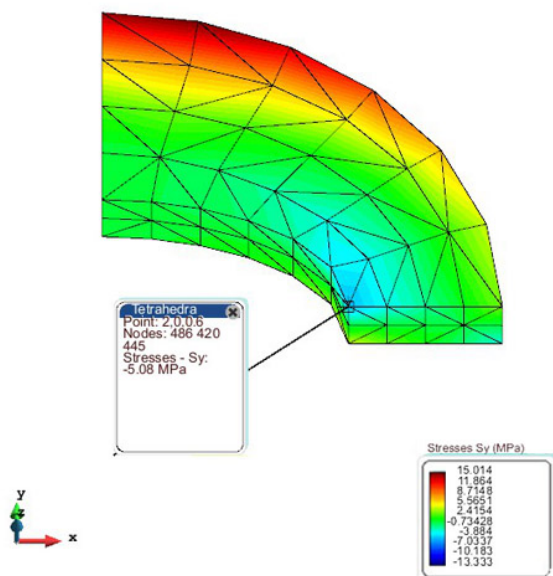 Tetrahedra
Point: 2,0,0.6
Nodes: 486 420
445
Stresses - Sy:
-5.08 MPa
Stresses Sy (MPa)
15.014
11.864
8.7148
5.5651
2.4154
-0.73428
-3.884
-7.0337
-10.183
-13.333
y
z
x